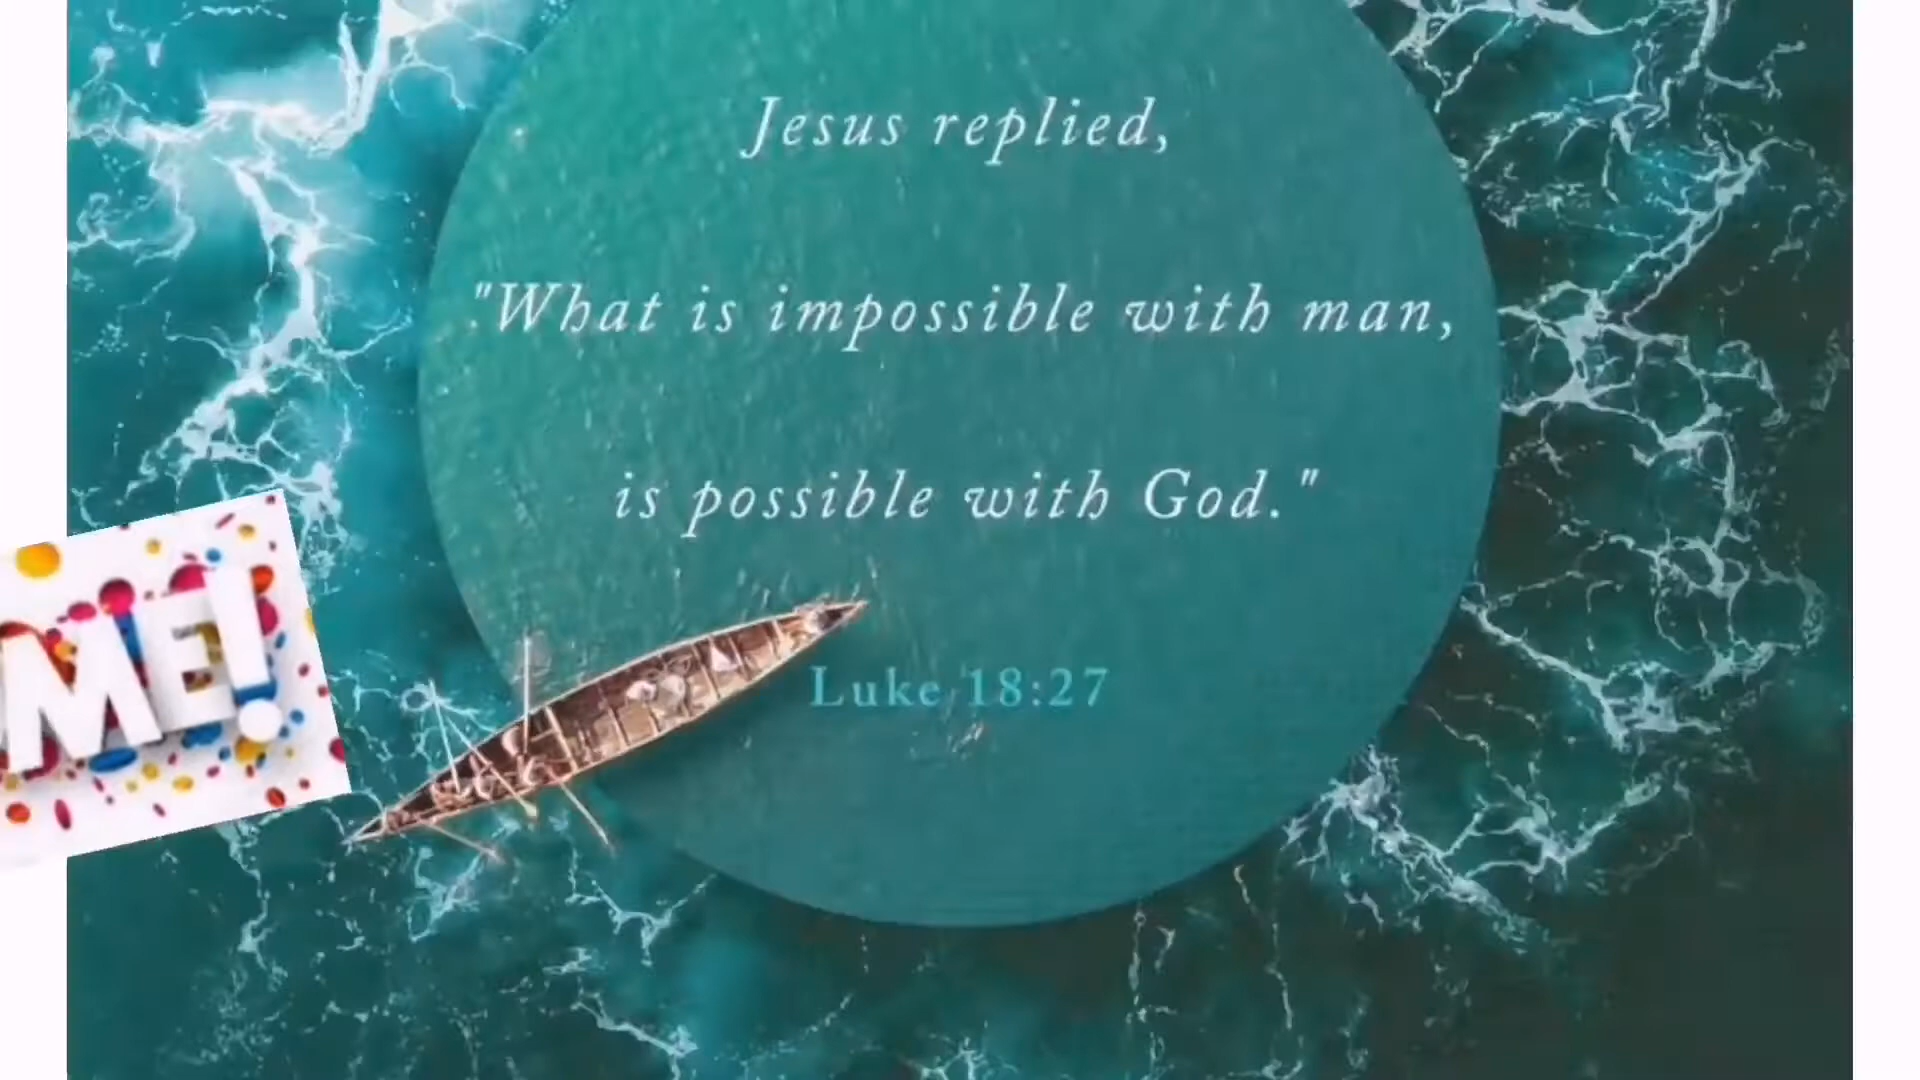 Jesus replied,
"What is impossible with man,
is possible with God."
Luke 18:27
ME!